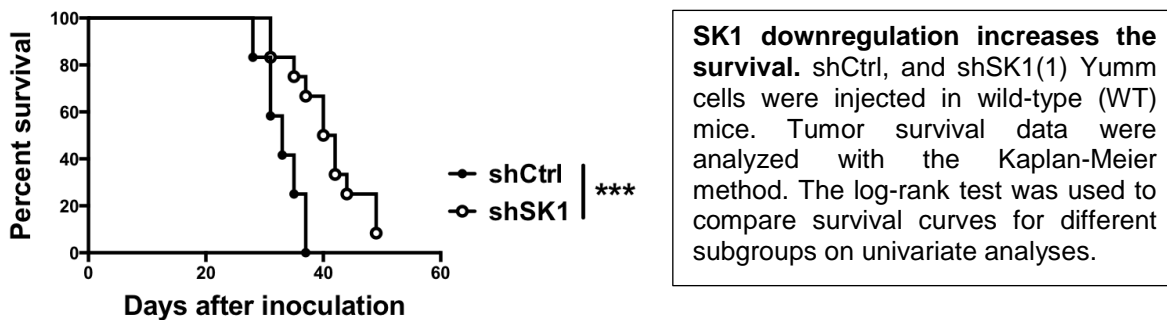 100
80
60
40
20
0
Percent survival
0 20 40 60
Days after inoculation
shCtrl
shSK1
***
SK1 downregulation increases the
survival. shCtrl, and shSK1(1) Yumm
cells were injected in wild-type (WT)
mice. Tumor survival data were
analyzed with the Kaplan-Meier
method. The log-rank test was used to
compare survival curves for different
subgroups on univariate analyses.